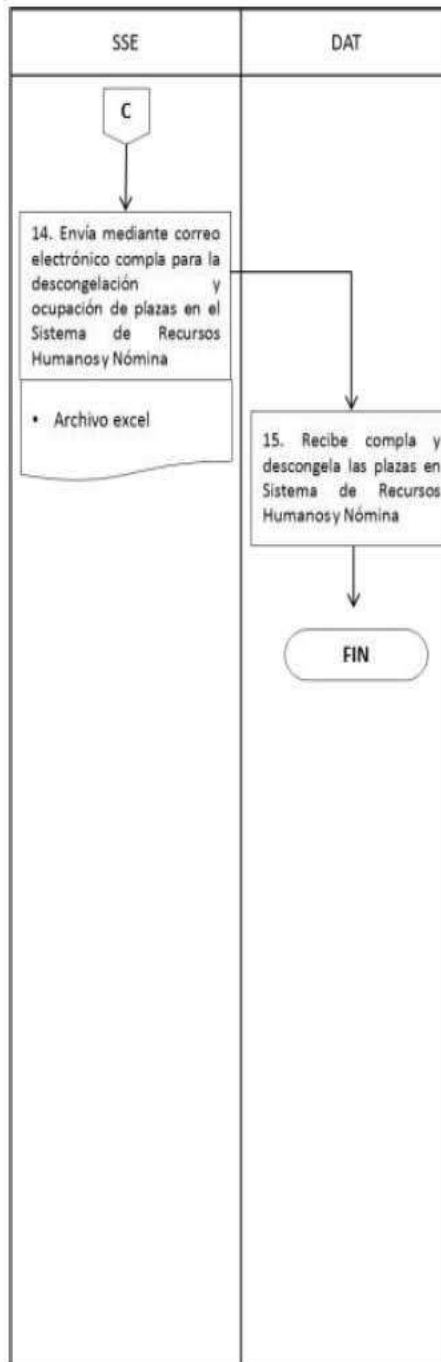 SSE
DAT
C
14. Envía mediante correo
electrónico compla para la
descongelación y
ocupación de plazas en el
Sistema de Recursos
Humanos y Nómina
• Archivo excel
15. Recibe compla y
descongela las plazas en
Sistema de Recursos
Humanos y Nómina
FIN